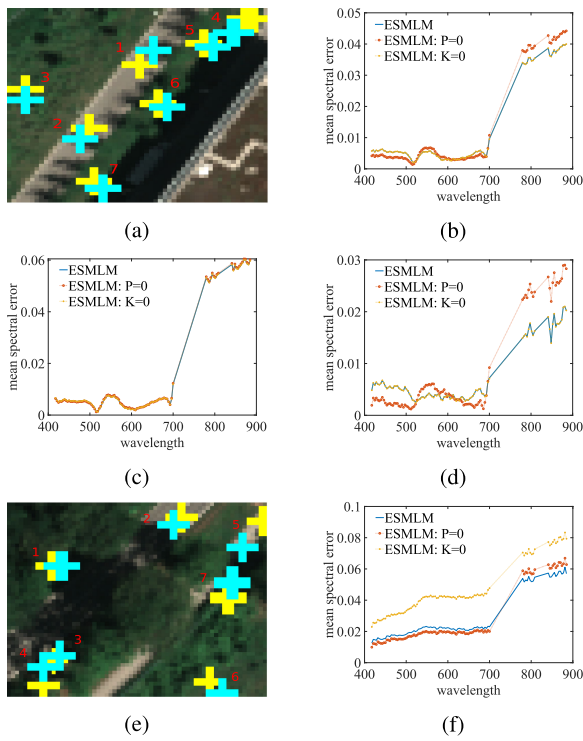 1
2
3
4
5
6
7
(a)
mean spectral error
0.05
0.04
0.03
0.02
0.01
0
400 500 600 700 800 900
wavelength
ESMLM
ESMLM: P=0
ESMLM: K=0
(b)
mean spectral error
0.06
0.04
0.02
0
400 500 600 700 800 900
wavelength
ESMLM
ESMLM: P=0
ESMLM: K=0
(c)
mean spectral error
0.03
0.02
0.01
0
400 500 600 700 800 900
wavelength
ESMLM
ESMLM: P=0
ESMLM: K=0
(d)
1
2
3
4
5
6
7
(e)
mean spectral error
0.1
0.08
0.06
0.04
0.02
0
400 500 600 700 800 900
wavelength
ESMLM
ESMLM: P=0
ESMLM: K=0
(f)